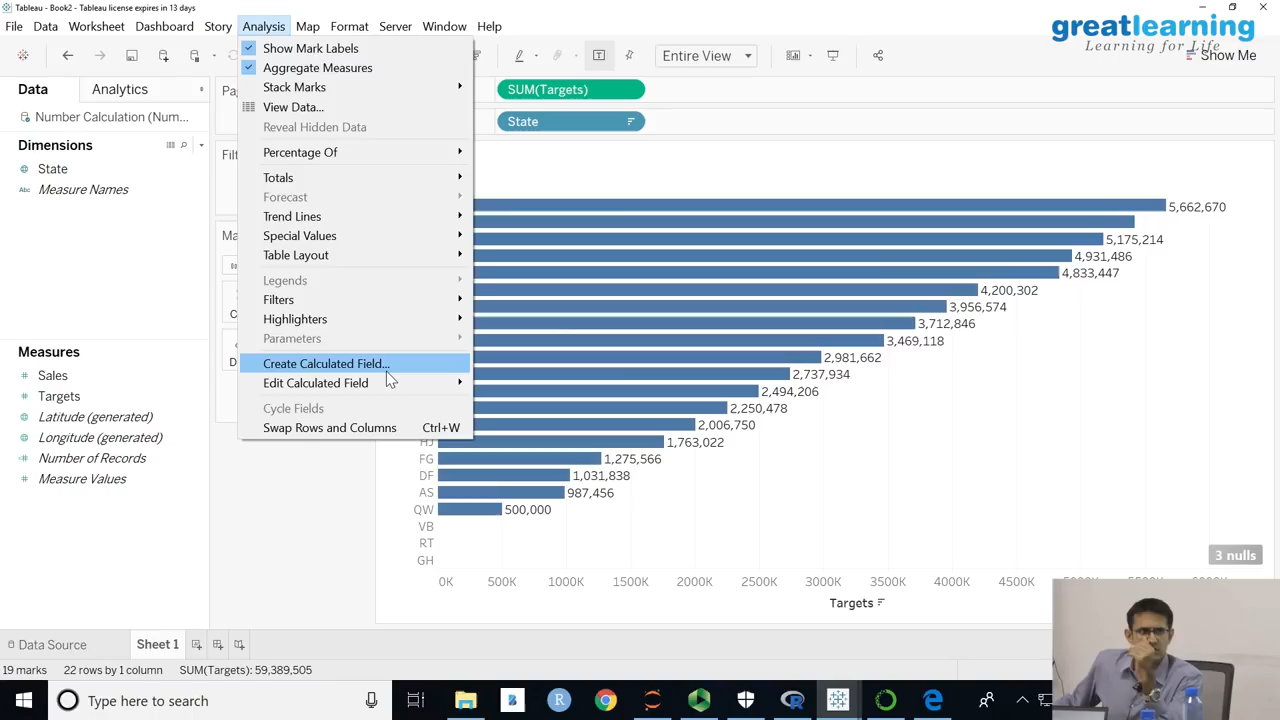 Tableau - Book2 - Tableau license expires in 13 days
File Data Worksheet Dashboard Story Analysis Map Format Server Window Help
greatlearning
Learning for Life
Entire View
Show Me
Data
Analytics
Number Calculation (Num...
Dimensions
State
Abc Measure Names
Measures
Sales
Targets
Latitude (generated)
Longitude (generated)
Number of Records
Measure Values
Show Mark Labels
Aggregate Measures
Stack Marks
View Data...
Reveal Hidden Data
Percentage Of
Totals
Forecast
Trend Lines
Special Values
Table Layout
Legends
Filters
Highlighters
Parameters
Create Calculated Field...
Edit Calculated Field
Cycle Fields
Swap Rows and Columns Ctrl+W
SUM(Targets)
State
5,662,670
5,175,214
4,931,486
4,833,447
4,200,302
3,956,574
3,712,846
3,469,118
2,981,662
2,737,934
2,494,206
2,250,478
2,006,750
HJ 1,763,022
FG 1,275,566
DF 1,031,838
AS 987,456
QW 500,000
VB
RT
GH
3 nulls
0K 500K 1000K 1500K 2000K 2500K 3000K 3500K 4000K 4500K
Targets
Data Source
Sheet 1
19 marks 22 rows by 1 column SUM(Targets): 59,389,505
Type here to search